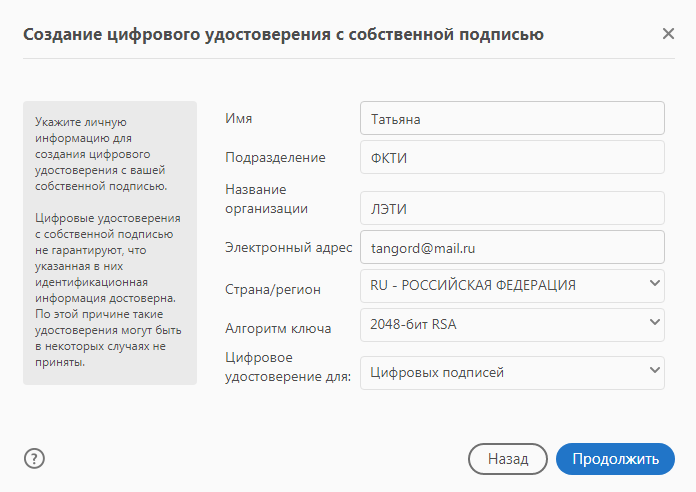 Создание цифрового удостоверения с собственной подписью
Укажите личную
информацию для
создания цифрового
удостоверения с вашей
собственной подписью.
Цифровые удостоверения
с собственной подписью
не гарантируют, что
указанная в них
идентификационная
информация достоверна.
По этой причине такие
удостоверения могут быть
в некоторых случаях не
приняты.
Имя
Татьяна
Подразделение
ФКТИ
Название
организации
ЛЭТИ
Электронный адрес
tangord@mail.ru
Страна/регион
RU - РОССИЙСКАЯ ФЕДЕРАЦИЯ
Алгоритм ключа
2048-бит RSA
Цифровое
удостоверение для:
Цифровых подписей
?
Назад
Продолжить